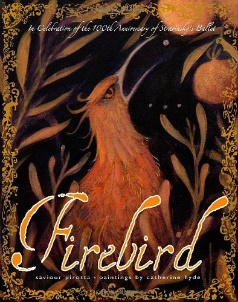 In Celebration of the 100th Anniversary of Stravinsky's Ballet
Firebird
saviour pirotta • paintings by catherine hyde